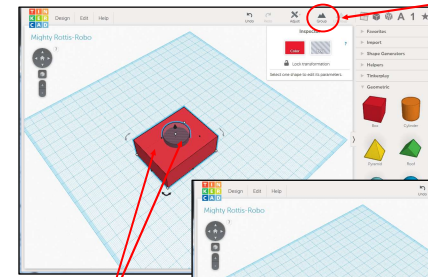 TIN
KER
CAD
Design Edit Help
Undo
Adjust
Group
A 1
Mighty Rottis-Robo
Inspector
Color
Lock transformation
Select one shape to edit its parameters.
Favorites
Import
Shape Generators
Helpers
Tinkerplay
Geometric
Box
Cylinder
Pyramid
Roof
TIN
KER
CAD
Design Edit Help
Undo
Mighty Rottis-Robo